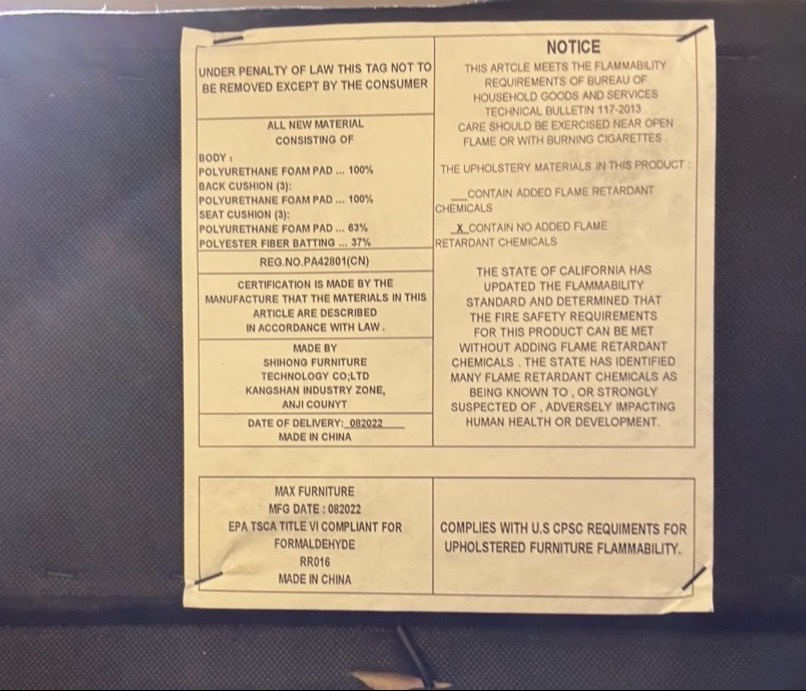 UNDER PENALTY OF LAW THIS TAG NOT TO
BE REMOVED EXCEPT BY THE CONSUMER
ALL NEW MATERIAL
CONSISTING OF
BODY :
POLYURETHANE FOAM PAD ... 100%
BACK CUSHION (3):
POLYURETHANE FOAM PAD ... 100%
SEAT CUSHION (3):
POLYURETHANE FOAM PAD ... 63%
POLYESTER FIBER BATTING ... 37%
REG.NO.PA42801(CN)
CERTIFICATION IS MADE BY THE
MANUFACTURE THAT THE MATERIALS IN THIS
ARTICLE ARE DESCRIBED
IN ACCORDANCE WITH LAW .
MADE BY
SHIHONG FURNITURE
TECHNOLOGY CO;LTD
KANGSHAN INDUSTRY ZONE,
ANJI COUNYT
DATE OF DELIVERY:_082022___
MADE IN CHINA
NOTICE
THIS ARTCLE MEETS THE FLAMMABILITY
REQUIREMENTS OF BUREAU OF
HOUSEHOLD GOODS AND SERVICES
TECHNICAL BULLETIN 117-2013 .
CARE SHOULD BE EXERCISED NEAR OPEN
FLAME OR WITH BURNING CIGARETTES .
THE UPHOLSTERY MATERIALS IN THIS PRODUCT :
__CONTAIN ADDED FLAME RETARDANT
CHEMICALS
_X_CONTAIN NO ADDED FLAME
RETARDANT CHEMICALS
THE STATE OF CALIFORNIA HAS
UPDATED THE FLAMMABILITY
STANDARD AND DETERMINED THAT
THE FIRE SAFETY REQUIREMENTS
FOR THIS PRODUCT CAN BE MET
WITHOUT ADDING FLAME RETARDANT
CHEMICALS . THE STATE HAS IDENTIFIED
MANY FLAME RETARDANT CHEMICALS AS
BEING KNOWN TO , OR STRONGLY
SUSPECTED OF , ADVERSELY IMPACTING
HUMAN HEALTH OR DEVELOPMENT.
MAX FURNITURE
MFG DATE : 082022
EPA TSCA TITLE VI COMPLIANT FOR
FORMALDEHYDE
RR016
MADE IN CHINA
COMPLIES WITH U.S CPSC REQUIMENTS FOR
UPHOLSTERED FURNITURE FLAMMABILITY.